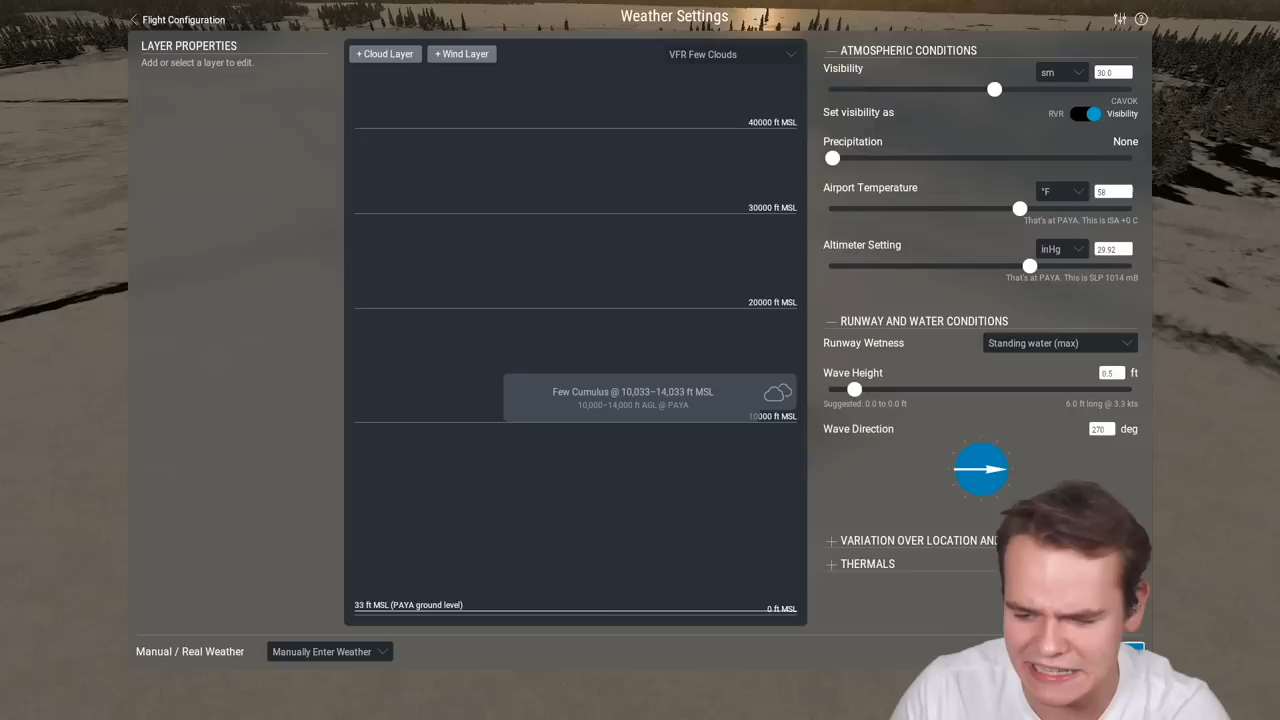 Flight Configuration
Weather Settings
LAYER PROPERTIES
Add or select a layer to edit.
+ Cloud Layer
+ Wind Layer
VFR Few Clouds
40000 ft MSL
30000 ft MSL
20000 ft MSL
Few Cumulus @ 10,033–14,033 ft MSL
10,000–14,000 ft AGL @ PAYA
10000 ft MSL
33 ft MSL (PAYA ground level)
0 ft MSL
ATMOSPHERIC CONDITIONS
Visibility
sm
30.0
CAVOK
Set visibility as
RVR
Visibility
Precipitation
None
Airport Temperature
°F
58
That's at PAYA. This is ISA +0 C
Altimeter Setting
inHg
29.92
That's at PAYA. This is SLP 1014 mB
RUNWAY AND WATER CONDITIONS
Runway Wetness
Standing water (max)
Wave Height
0.5
ft
Suggested: 0.0 to 0.0 ft
6.0 ft long @ 3.3 kts
Wave Direction
270
deg
VARIATION OVER LOCATION AN
THERMALS
Manual / Real Weather
Manually Enter Weather